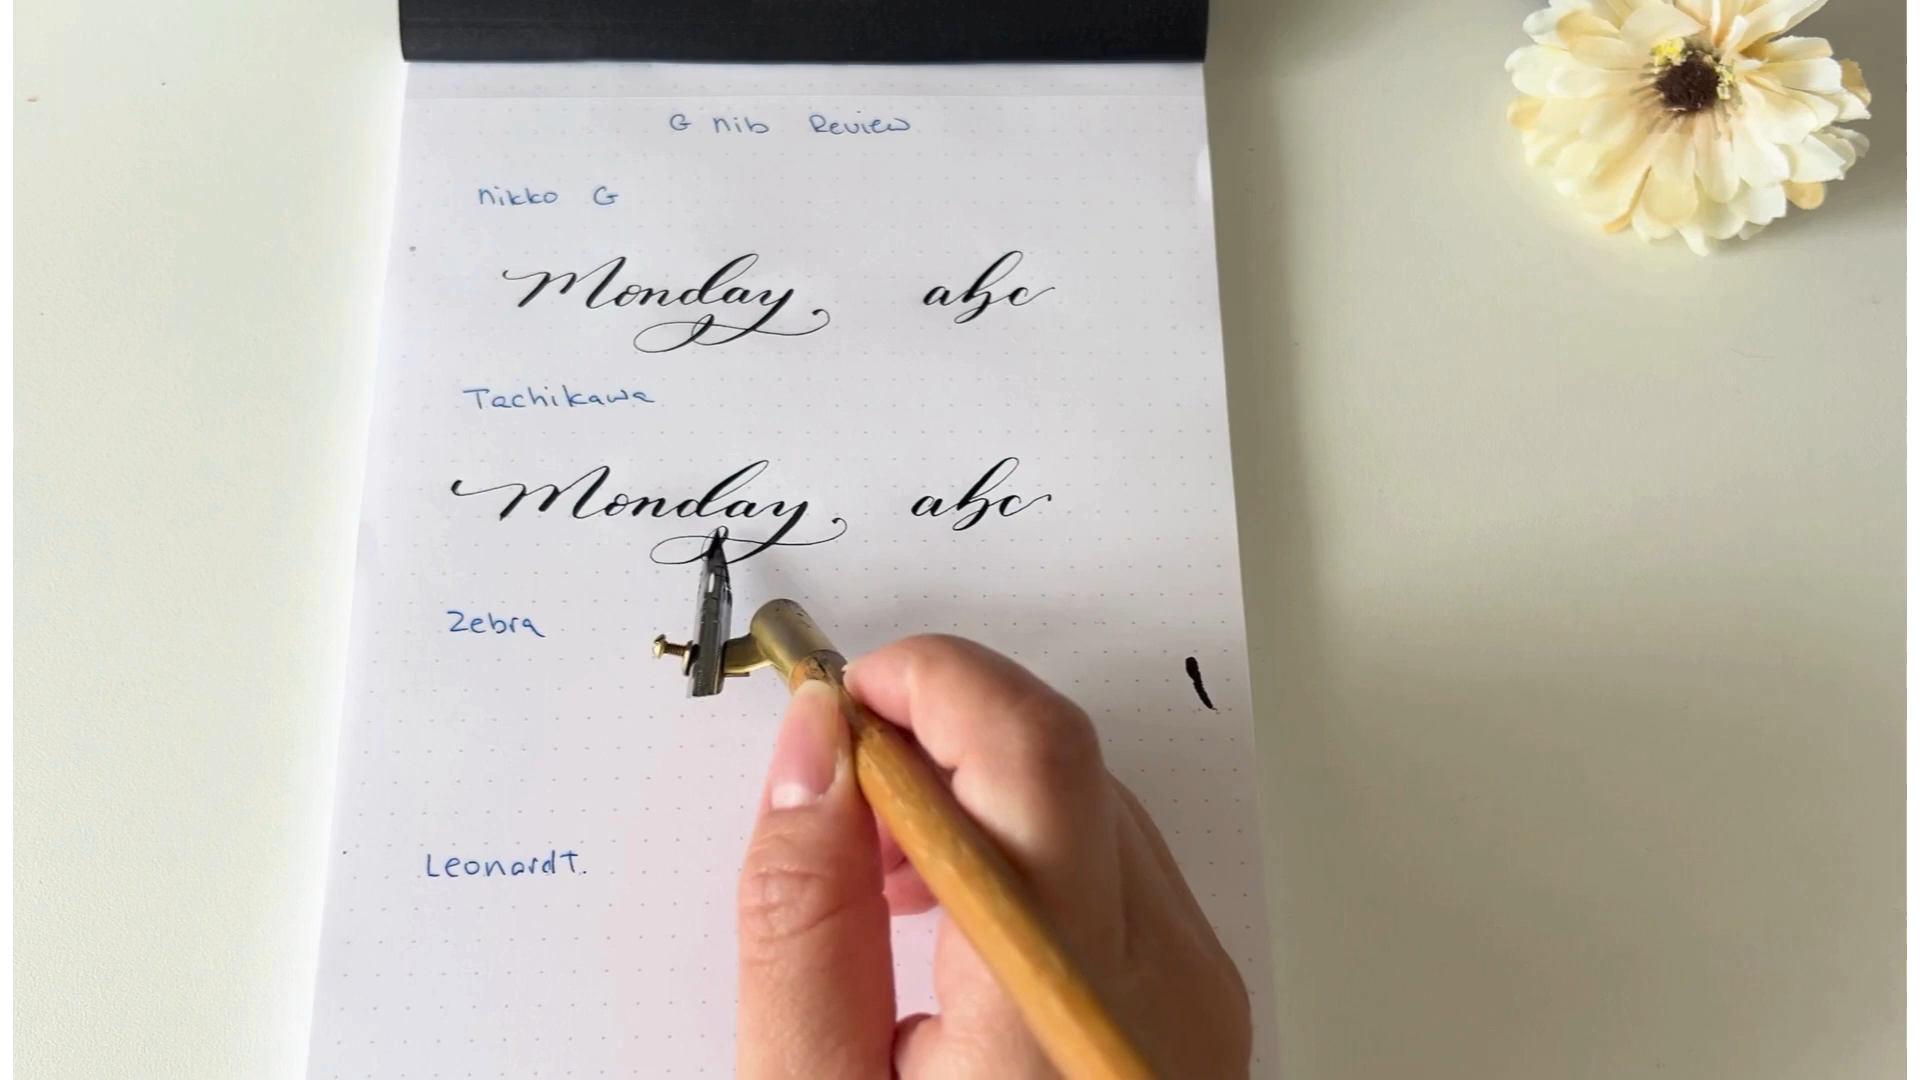 G nib Review
nikko G
Monday, abc
Tachikawa
Monday, abc
Zebra
Leonardt.